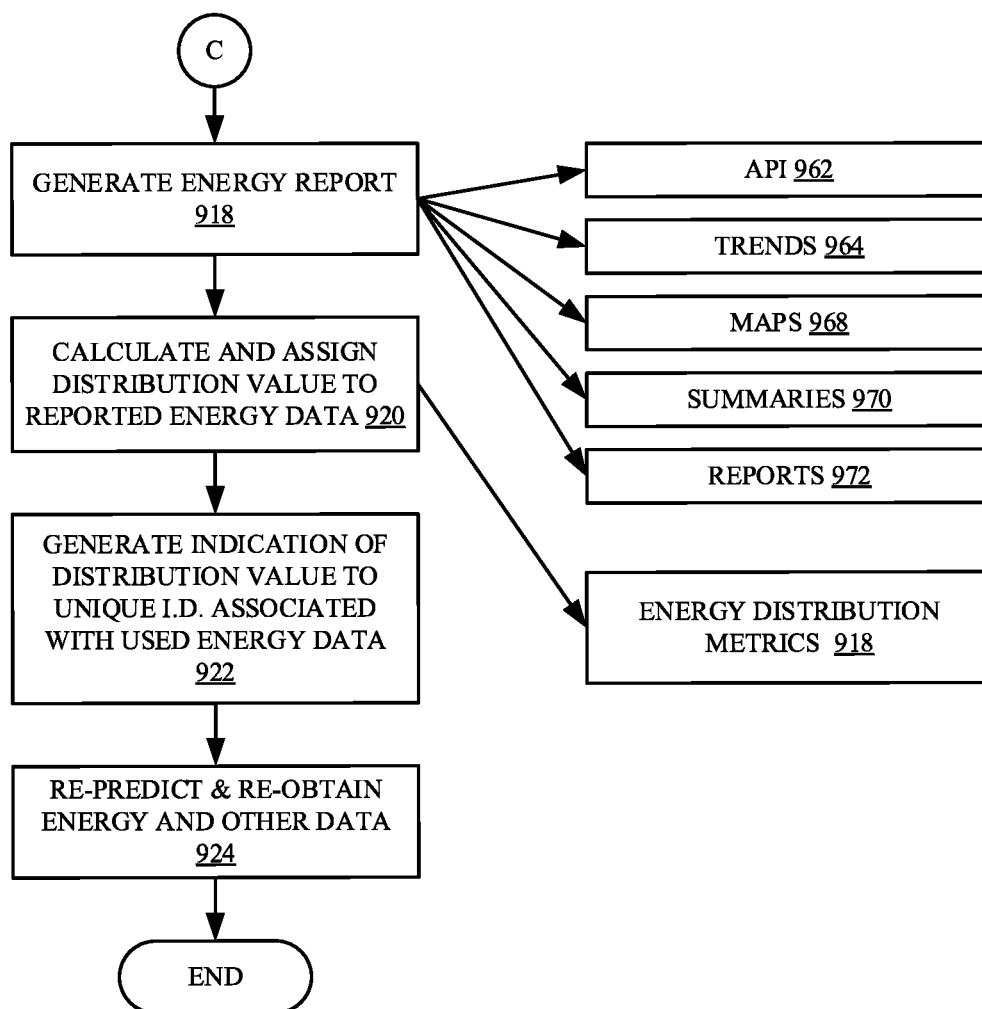 C
GENERATE ENERGY REPORT
918
CALCULATE AND ASSIGN
DISTRIBUTION VALUE TO
REPORTED ENERGY DATA 920
GENERATE INDICATION OF
DISTRIBUTION VALUE TO
UNIQUE I.D. ASSOCIATED
WITH USED ENERGY DATA
922
RE-PREDICT & RE-OBTAIN
ENERGY AND OTHER DATA
924
END
API 962
TRENDS 964
MAPS 968
SUMMARIES 970
REPORTS 972
ENERGY DISTRIBUTION
METRICS 918